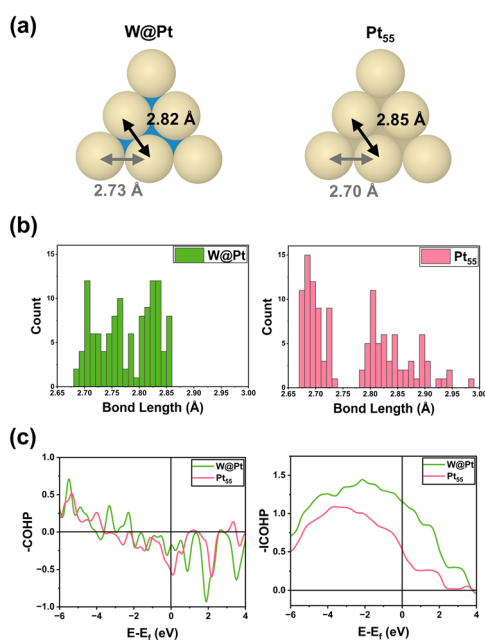 (a)
W@Pt
Pt55
2.82 Å
2.85 Å
2.73 Å
2.70 Å
(b)
W@Pt
15
10
5
0
Count
2.65 2.70 2.75 2.80 2.85 2.90 2.95 3.00
Bond Length (Å)
Pt55
15
10
5
0
Count
2.65 2.70 2.75 2.80 2.85 2.90 2.95 3.00
Bond Length (Å)
(c)
W@Pt
Pt55
1.0
0.5
0.0
-0.5
-1.0
-COHP
-6 -4 -2 0 2 4
E-Ef (eV)
W@Pt
Pt55
1.5
1.0
0.5
0.0
-ICOHP
-6 -4 -2 0 2 4
E-Ef (eV)